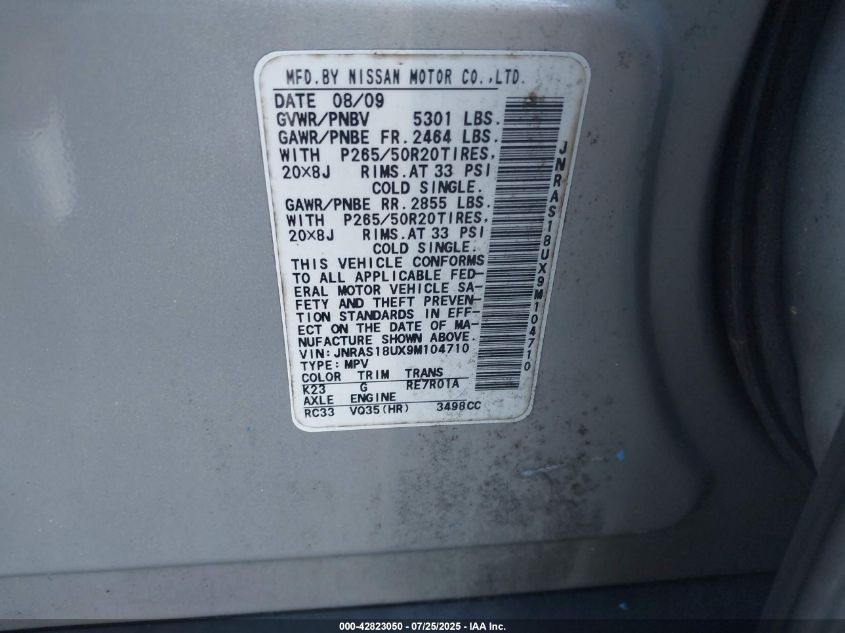 MFD.BY NISSAN MOTOR CO.,LTD.
DATE 08/09
GVWR/PNBV 5301 LBS.
GAWR/PNBE FR. 2464 LBS.
WITH P265/50R20TIRES,
20×8J RIMS.AT 33 PSI
COLD SINGLE.
GAWR/PNBE RR. 2855 LBS.
WITH P265/50R20TIRES,
20×8J RIMS.AT 33 PSI
COLD SINGLE.
THIS VEHICLE CONFORMS
TO ALL APPLICABLE FED-
ERAL MOTOR VEHICLE SA-
FETY AND THEFT PREVEN-
TION STANDARDS IN EFF-
ECT ON THE DATE OF MA-
NUFACTURE SHOWN ABOVE.
VIN: JNRAS18UX9M104710
TYPE: MPV
COLOR TRIM TRANS
K23 G RE7R01A
AXLE ENGINE
RC33 VQ35(HR) 3498CC
JNRAS18UX9M104710
000-42823050 - 07/25/2025 - IAA Inc.